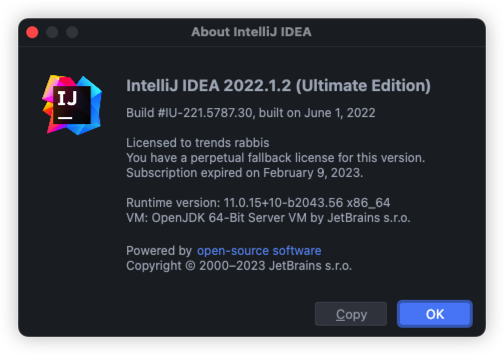 About IntelliJ IDEA
IJ
IntelliJ IDEA 2022.1.2 (Ultimate Edition)
Build #IU-221.5787.30, built on June 1, 2022
Licensed to trends rabbis
You have a perpetual fallback license for this version.
Subscription expired on February 9, 2023.
Runtime version: 11.0.15+10-b2043.56 x86_64
VM: OpenJDK 64-Bit Server VM by JetBrains s.r.o.
Powered by open-source software
Copyright © 2000–2023 JetBrains s.r.o.
Copy
OK